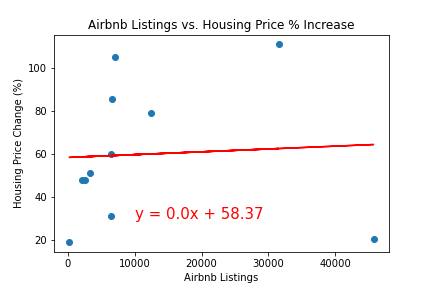 Airbnb Listings vs. Housing Price % Increase
Housing Price Change (%)
100
80
60
40
20
y = 0.0x + 58.37
0 10000 20000 30000 40000
Airbnb Listings